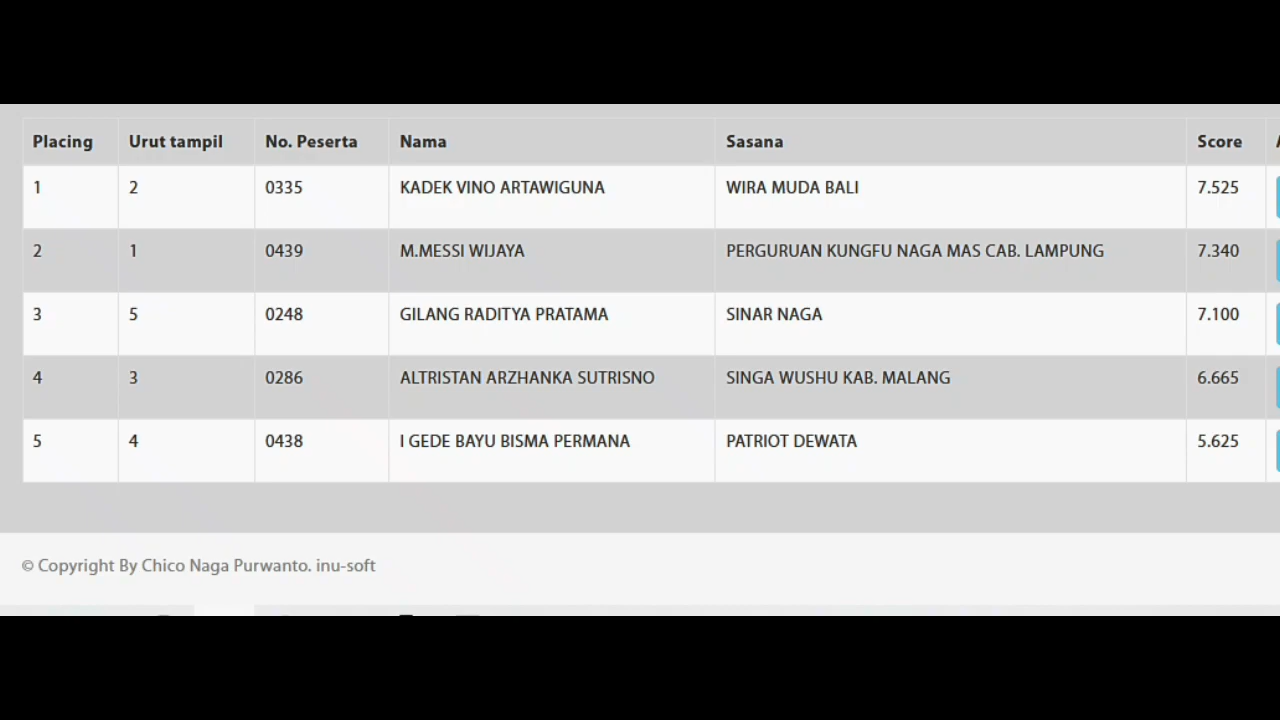 Placing Urut tampil No. Peserta Nama Sasana Score
1 2 0335 KADEK VINO ARTAWIGUNA WIRA MUDA BALI 7.525
2 1 0439 M.MESSI WIJAYA PERGURUAN KUNGFU NAGA MAS CAB. LAMPUNG 7.340
3 5 0248 GILANG RADITYA PRATAMA SINAR NAGA 7.100
4 3 0286 ALTRISTAN ARZHANKA SUTRISNO SINGA WUSHU KAB. MALANG 6.665
5 4 0438 I GEDE BAYU BISMA PERMANA PATRIOT DEWATA 5.625
© Copyright By Chico Naga Purwanto. inu-soft